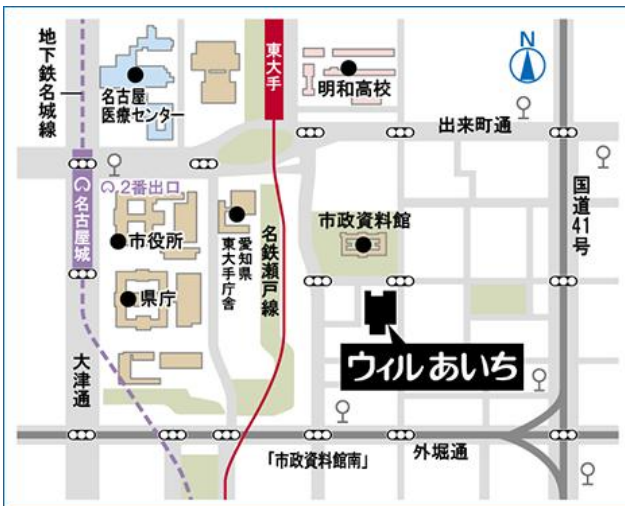 地下鉄名城線
名古屋
医療センター
東大手
明和高校
N
出来町通
2番出口
名古屋城
市役所
愛知県
東大手庁舎
名鉄瀬戸線
市政資料館
国道41号
県庁
ウィルあいち
大津通
「市政資料館南」
外堀通